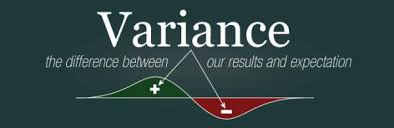 Variance
the difference between our results and expectation
+
-